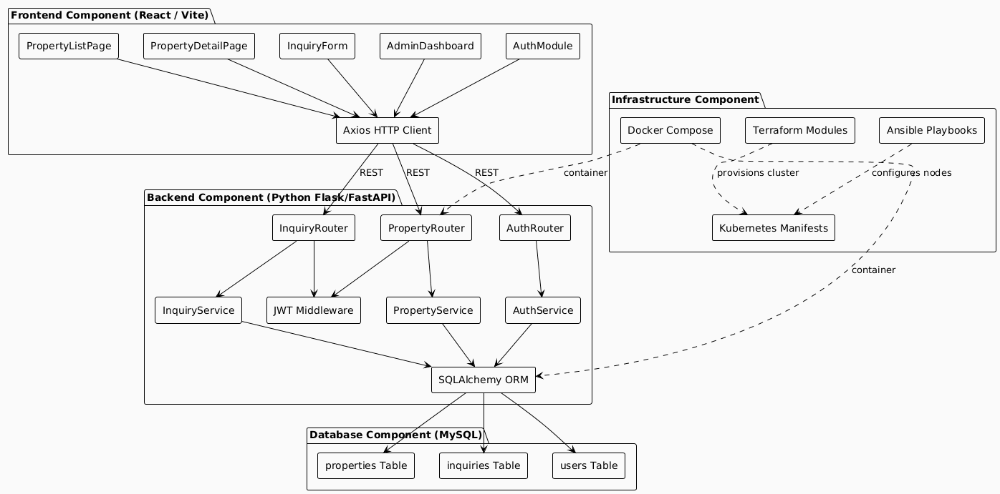 Frontend Component (React / Vite)
PropertyListPage
PropertyDetailPage
InquiryForm
AdminDashboard
AuthModule
Axios HTTP Client
Infrastructure Component
Docker Compose
Terraform Modules
Ansible Playbooks
REST
REST
REST
container
provisions cluster
configures nodes
Backend Component (Python Flask/FastAPI)
InquiryRouter
PropertyRouter
AuthRouter
Kubernetes Manifests
container
InquiryService
JWT Middleware
PropertyService
AuthService
SQLAlchemy ORM
Database Component (MySQL)
properties Table
inquiries Table
users Table